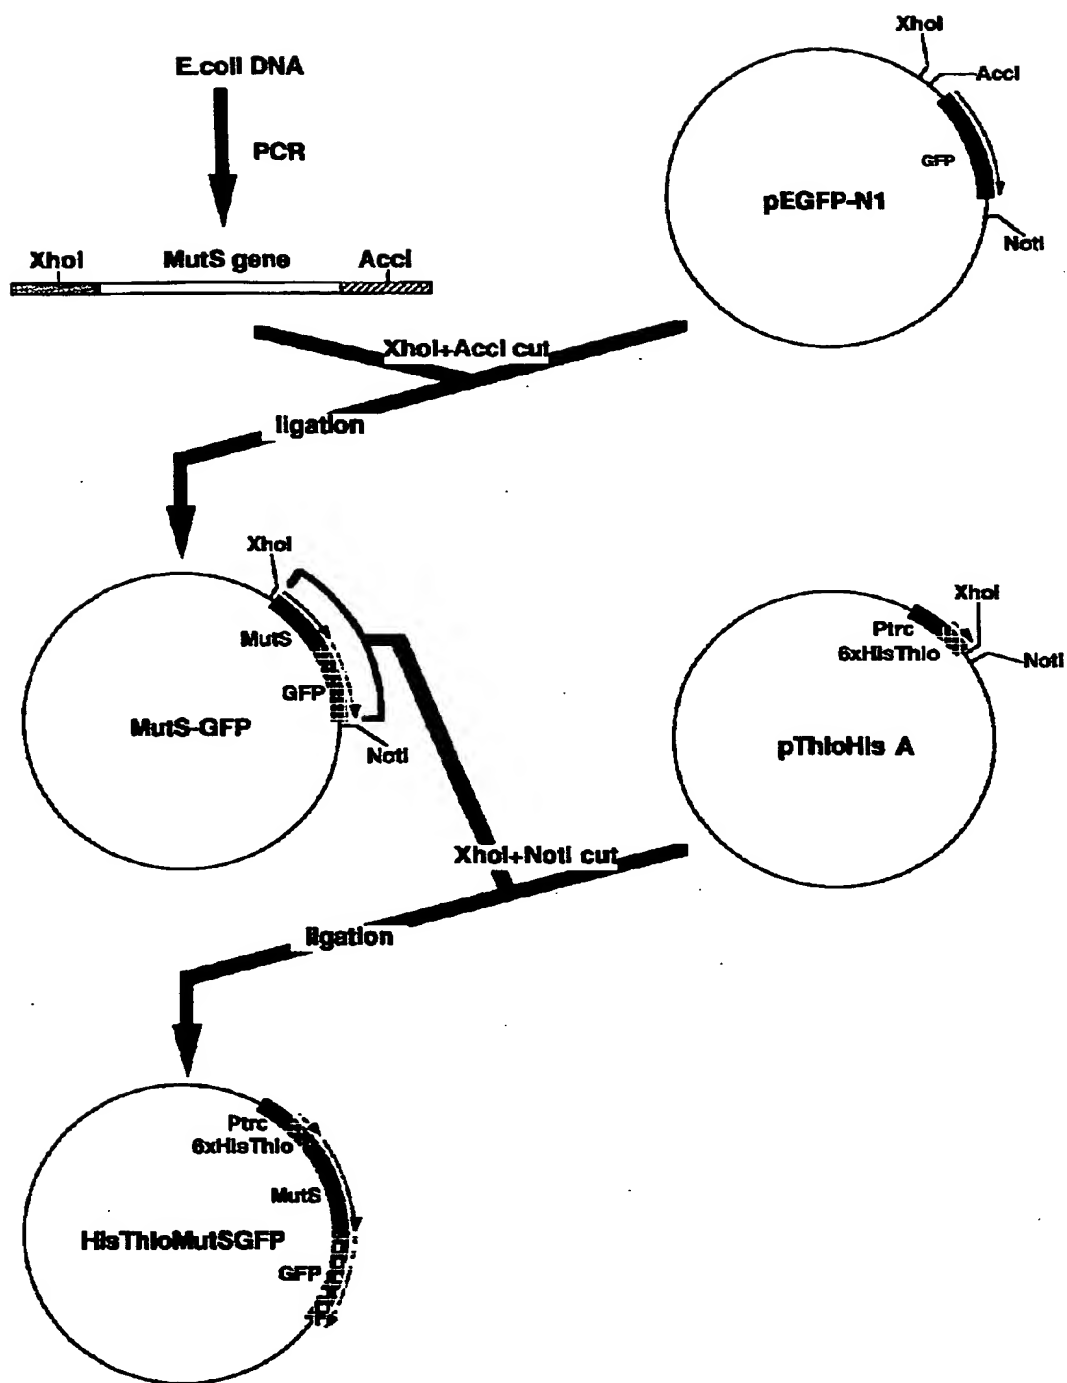 E.coli DNA
PCR
XhoI
MutS gene
AccI
XhoI
AccI
GFP
pEGFP-N1
NotI
XhoI+AccI cut
ligation
XhoI
MutS
GFP
MutS-GFP
NotI
XhoI
Ptrc
6xHisThio
NotI
pThioHis A
XhoI+NotI cut
ligation
Ptrc
6xHisThio
MutS
HisThioMutSGFP
GFP